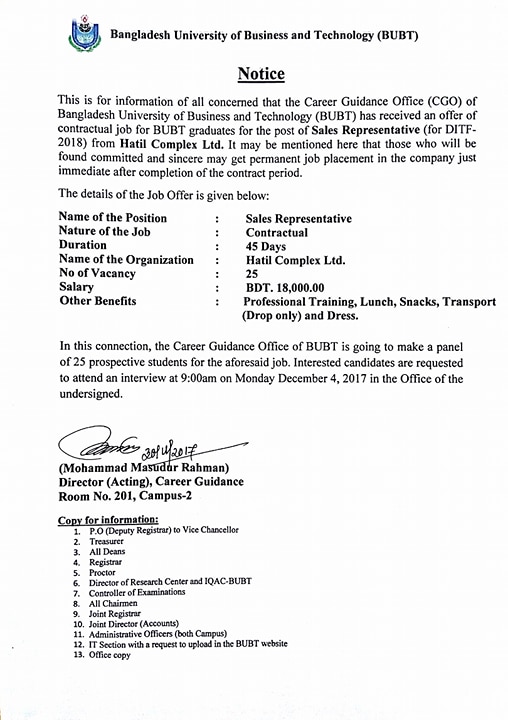 Bangladesh University of Business and Technology (BUBT)
Notice
This is for information of all concerned that the Career Guidance Office (CGO) of
Bangladesh University of Business and Technology (BUBT) has received an offer of
contractual job for BUBT graduates for the post of Sales Representative (for DITF-
2018) from Hatil Complex Ltd. It may be mentioned here that those who will be
found committed and sincere may get permanent job placement in the company just
immediate after completion of the contract period.
The details of the Job Offer is given below:
Name of the Position : Sales Representative
Nature of the Job : Contractual
Duration : 45 Days
Name of the Organization : Hatil Complex Ltd.
No of Vacancy : 25
Salary : BDT. 18,000.00
Other Benefits : Professional Training, Lunch, Snacks, Transport
(Drop only) and Dress.
In this connection, the Career Guidance Office of BUBT is going to make a panel
of 25 prospective students for the aforesaid job. Interested candidates are requested
to attend an interview at 9:00am on Monday December 4, 2017 in the Office of the
undersigned.
30/11/2017
(Mohammad Masudur Rahman)
Director (Acting), Career Guidance
Room No. 201, Campus-2
Copy for information:
1. P.O (Deputy Registrar) to Vice Chancellor
2. Treasurer
3. All Deans
4. Registrar
5. Proctor
6. Director of Research Center and IQAC-BUBT
7. Controller of Examinations
8. All Chairmen
9. Joint Registrar
10. Joint Director (Accounts)
11. Administrative Officers (both Campus)
12. IT Section with a request to upload in the BUBT website
13. Office copy